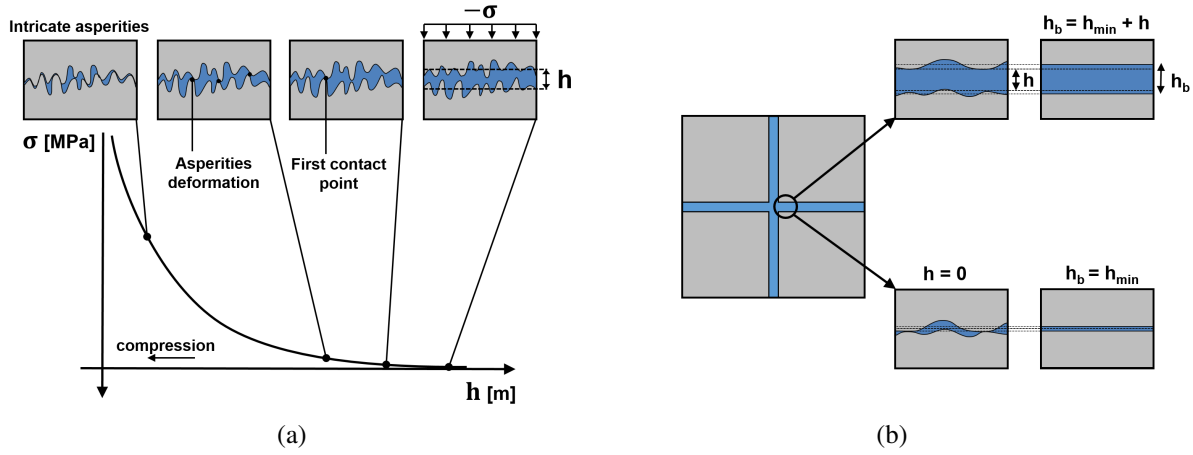 Intricate asperities
−σ
h
σ [MPa]
Asperities
deformation
First contact
point
compression
h [m]
(a)
h_b = h_min + h
h
h_b
h = 0
h_b = h_min
(b)